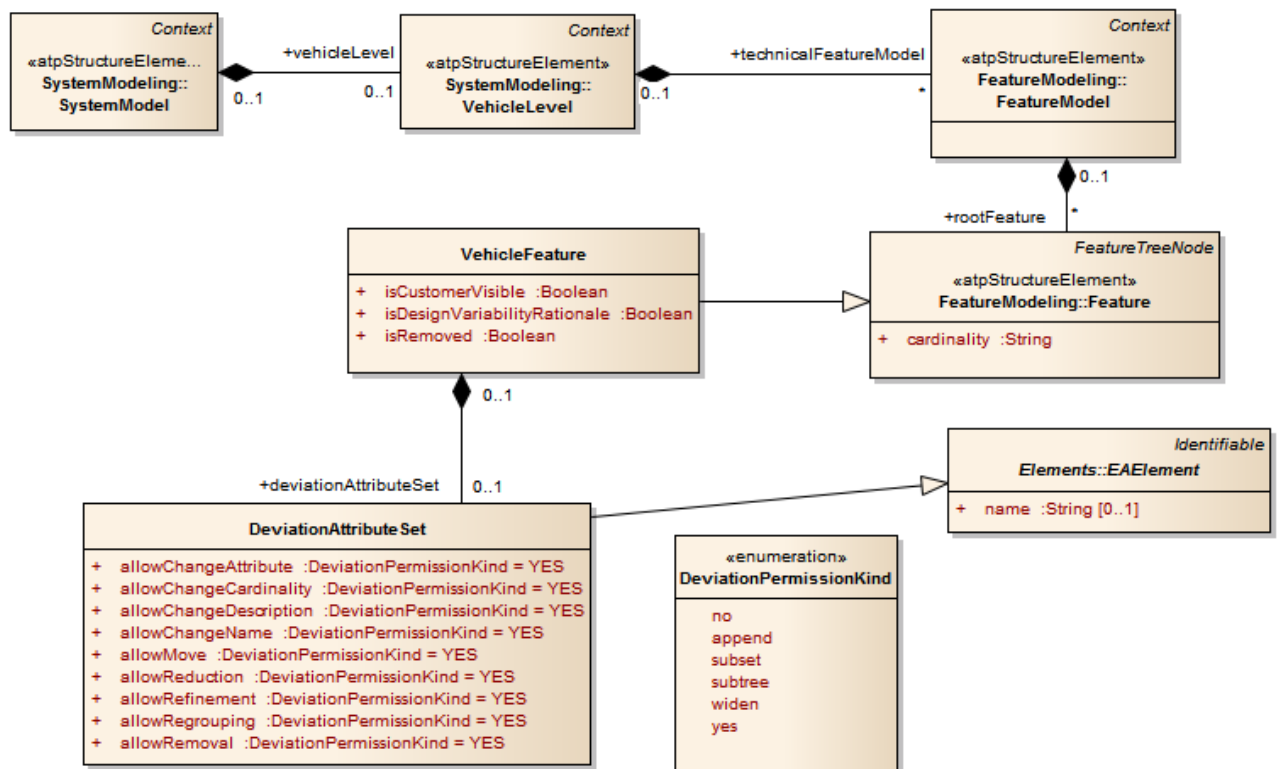 Context
«atpStructureEleme...
SystemModeling::
SystemModel
0..1
+vehicleLevel
0..1
Context
«atpStructureElement»
SystemModeling::
VehicleLevel
0..1
+technicalFeatureModel
*
Context
«atpStructureElement»
FeatureModeling::
FeatureModel
0..1
+rootFeature
*
VehicleFeature
+ isCustomerVisible :Boolean
+ isDesignVariabilityRationale :Boolean
+ isRemoved :Boolean
FeatureTreeNode
«atpStructureElement»
FeatureModeling::Feature
+ cardinality :String
0..1
+deviationAttributeSet
0..1
Identifiable
Elements::EAElement
+ name :String [0..1]
DeviationAttributeSet
+ allowChangeAttribute :DeviationPermissionKind = YES
+ allowChangeCardinality :DeviationPermissionKind = YES
+ allowChangeDescription :DeviationPermissionKind = YES
+ allowChangeName :DeviationPermissionKind = YES
+ allowMove :DeviationPermissionKind = YES
+ allowReduction :DeviationPermissionKind = YES
+ allowRefinement :DeviationPermissionKind = YES
+ allowRegrouping :DeviationPermissionKind = YES
+ allowRemoval :DeviationPermissionKind = YES
«enumeration»
DeviationPermissionKind
no
append
subset
subtree
widen
yes